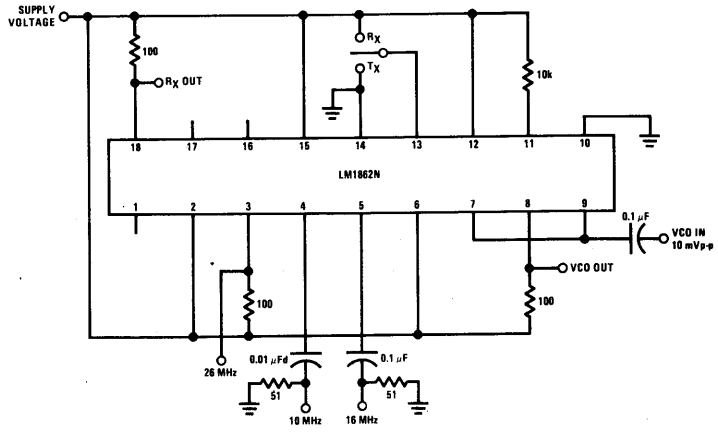 SUPPLY
VOLTAGE
100
RX OUT
RX
TX
10k
18
17
16
15
14
13
12
11
10
LM1862N
1
2
3
4
5
6
7
8
9
0.1 µF
VCO IN
10 mVp-p
VCO OUT
100
100
26 MHz
0.01 µFd
0.1 µF
51
51
10 MHz
16 MHz